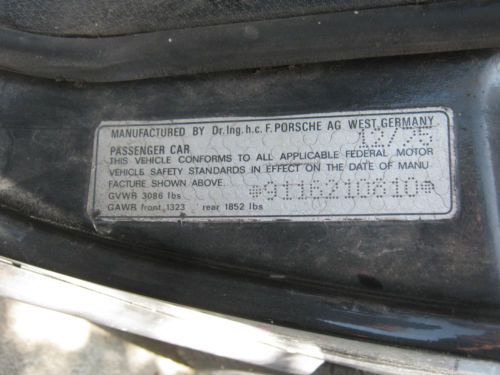 MANUFACTURED BY Dr. Ing. h.c. F. PORSCHE AG WEST GERMANY
PASSENGER CAR 12/75
THIS VEHICLE CONFORMS TO ALL APPLICABLE FEDERAL MOTOR
VEHICLE SAFETY STANDARDS IN EFFECT ON THE DATE OF MANU
FACTURE SHOWN ABOVE. *9116210610*
GVWR 3086 lbs
GAWR front 1323 rear 1852 lbs